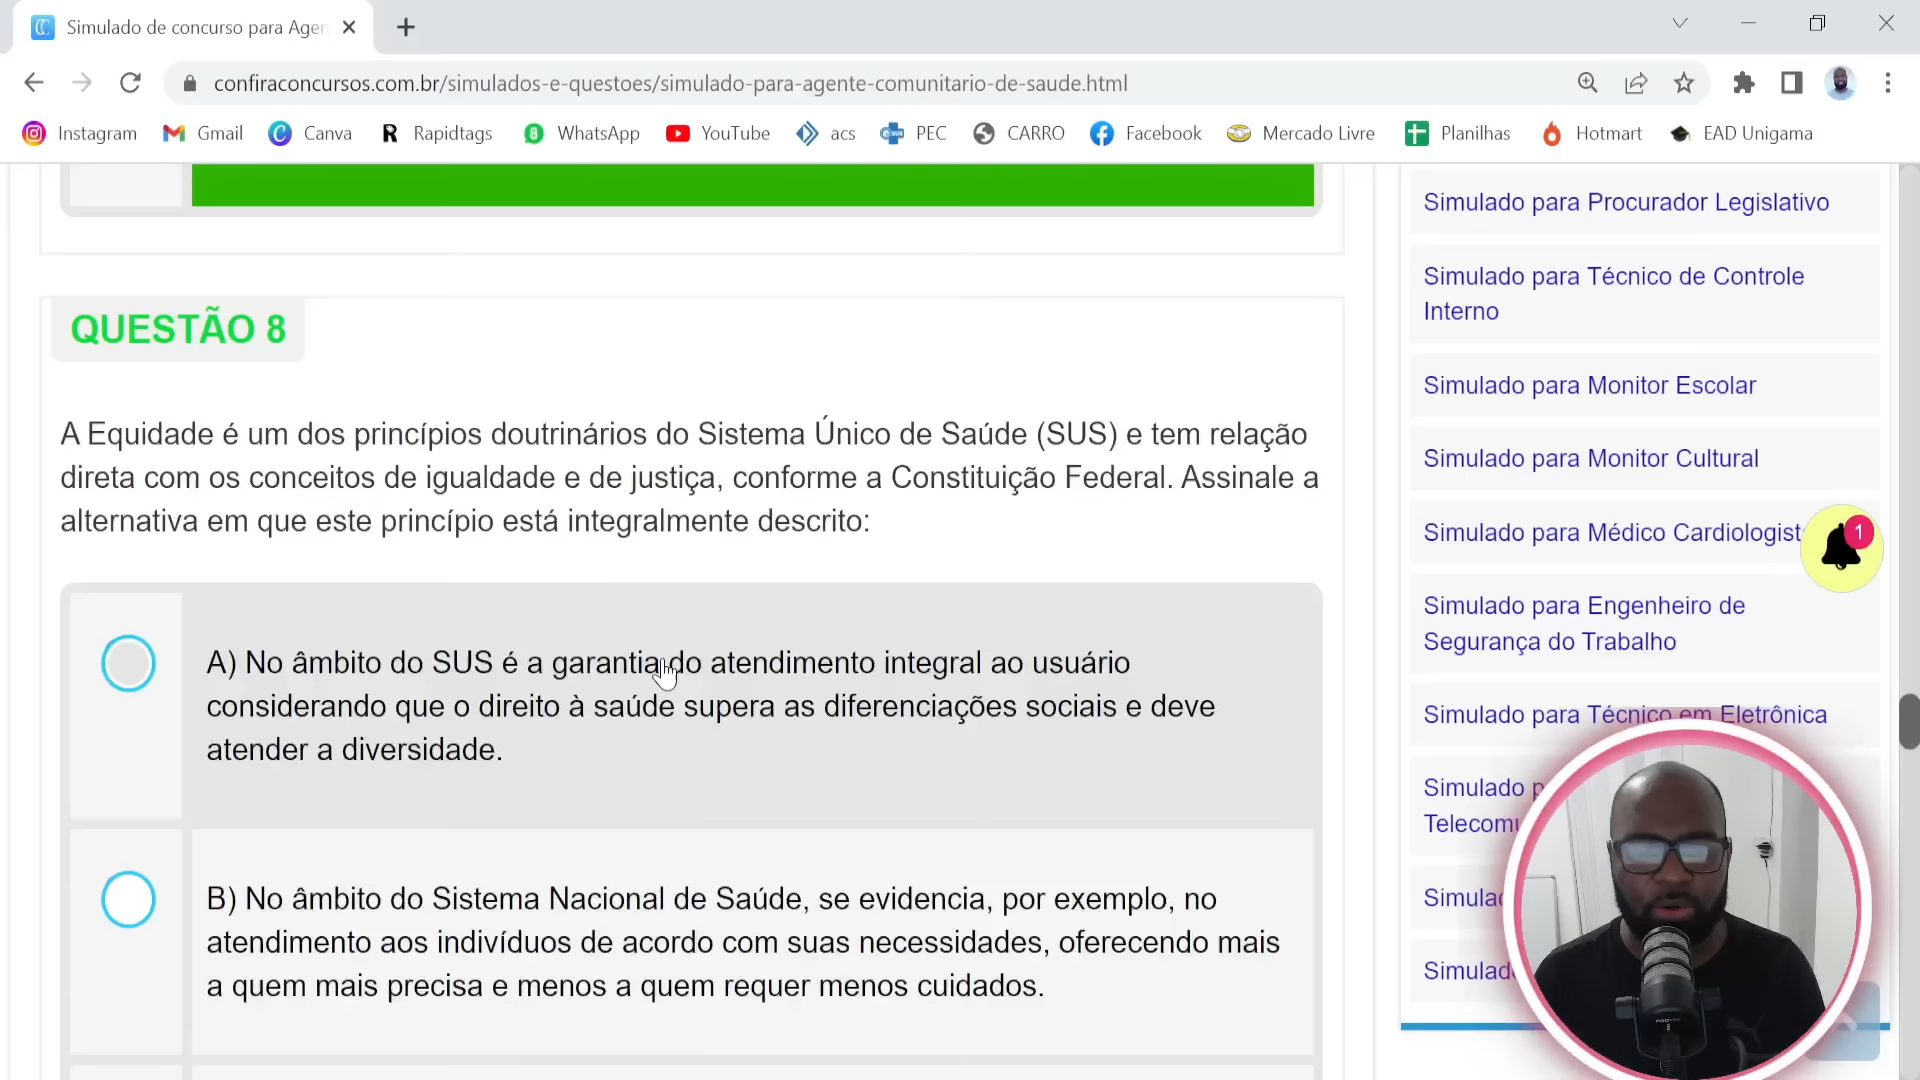 Simulado de concurso para Agen
confiraconcursos.com.br/simulados-e-questoes/simulado-para-agente-comunitario-de-saude.html
Instagram Gmail Canva Rapidtags WhatsApp YouTube acs PEC CARRO Facebook Mercado Livre Planilhas Hotmart EAD Unigama
QUESTÃO 8
A Equidade é um dos princípios doutrinários do Sistema Único de Saúde (SUS) e tem relação
direta com os conceitos de igualdade e de justiça, conforme a Constituição Federal. Assinale a
alternativa em que este princípio está integralmente descrito:
A) No âmbito do SUS é a garantia do atendimento integral ao usuário
considerando que o direito à saúde supera as diferenciações sociais e deve
atender a diversidade.
B) No âmbito do Sistema Nacional de Saúde, se evidencia, por exemplo, no
atendimento aos indivíduos de acordo com suas necessidades, oferecendo mais
a quem mais precisa e menos a quem requer menos cuidados.
Simulado para Procurador Legislativo
Simulado para Técnico de Controle
Interno
Simulado para Monitor Escolar
Simulado para Monitor Cultural
Simulado para Médico Cardiologist
1
Simulado para Engenheiro de
Segurança do Trabalho
Simulado para Técnico em Eletrônica
Simulado p
Telecomu
Simulad
Simulad